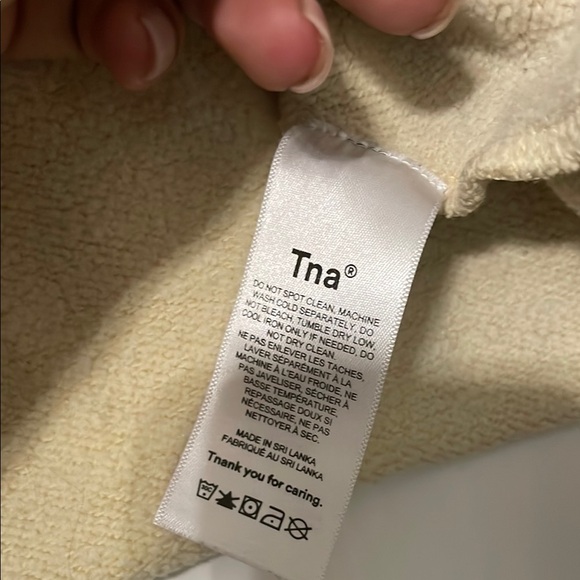 Tna®
DO NOT SPOT CLEAN, MACHINE
WASH COLD SEPARATELY, DO
NOT BLEACH, TUMBLE DRY LOW,
COOL IRON ONLY IF NEEDED, DO
NOT DRY CLEAN.
NE PAS ENLEVER LES TACHES,
LAVER SÉPARÉMENT À LA
MACHINE À L'EAU FROIDE, NE
PAS JAVELISER, SÉCHER À
BASSE TEMPÉRATURE,
REPASSAGE DOUX SI
NÉCESSAIRE, NE PAS
NETTOYER À SEC.
MADE IN SRI LANKA
FABRIQUÉ AU SRI LANKA
Thank you for caring.